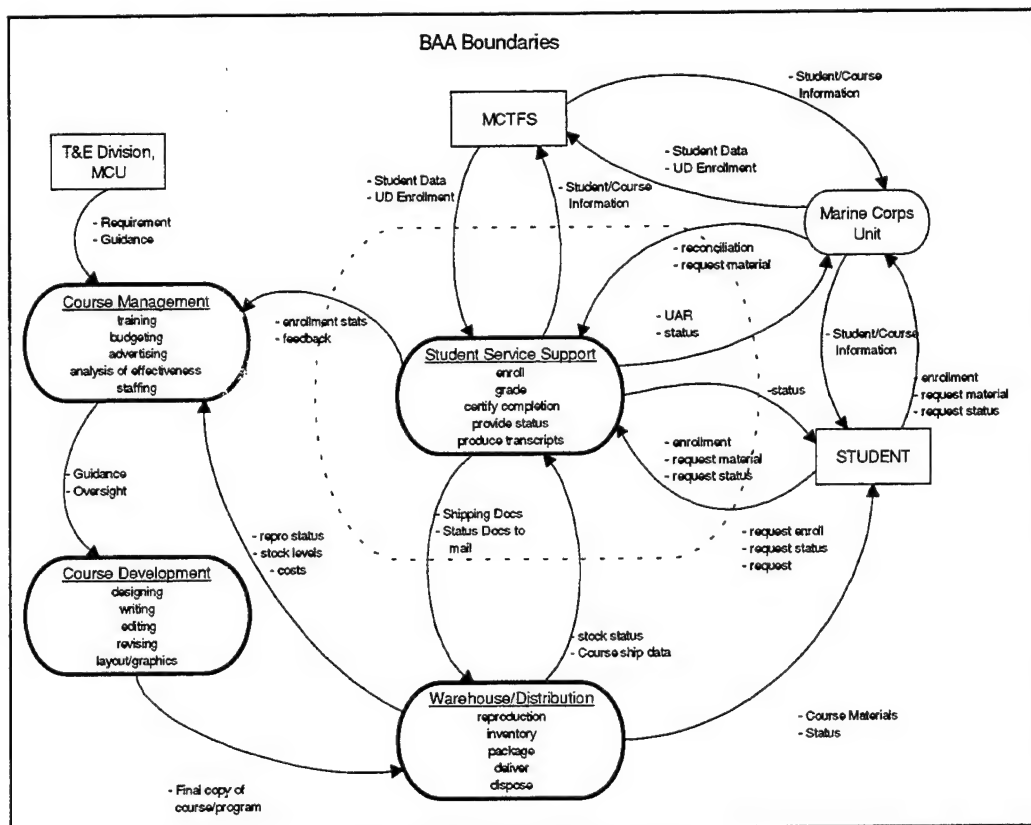 BAA Boundaries
MCTFS
- Student/Course
Information
T&E Division,
MCU
- Student Data
- UD Enrollment
- Student Data
- UD Enrollment
- Student/Course
Information
Marine Corps
Unit
- Requirement
- Guidance
- reconciliation
- request material
Course Management
training
budgeting
advertising
analysis of effectiveness
staffing
- enrollment stats
- feedback
- UAR
- status
Student Service Support
enroll
grade
certify completion
provide status
produce transcripts
- Student/Course
Information
-status
enrollment
- request material
- request status
- enrollment
- request material
- request status
STUDENT
- Guidance
- Oversight
- Shipping Docs
- Status Docs to
mail
- repro status
- stock levels
- costs
- request enroll
- request status
- request
Course Development
designing
writing
editing
revising
layout/graphics
- stock status
- Course ship data
Warehouse/Distribution
reproduction
inventory
package
deliver
dispose
- Course Materials
- Status
- Final copy of
course/program